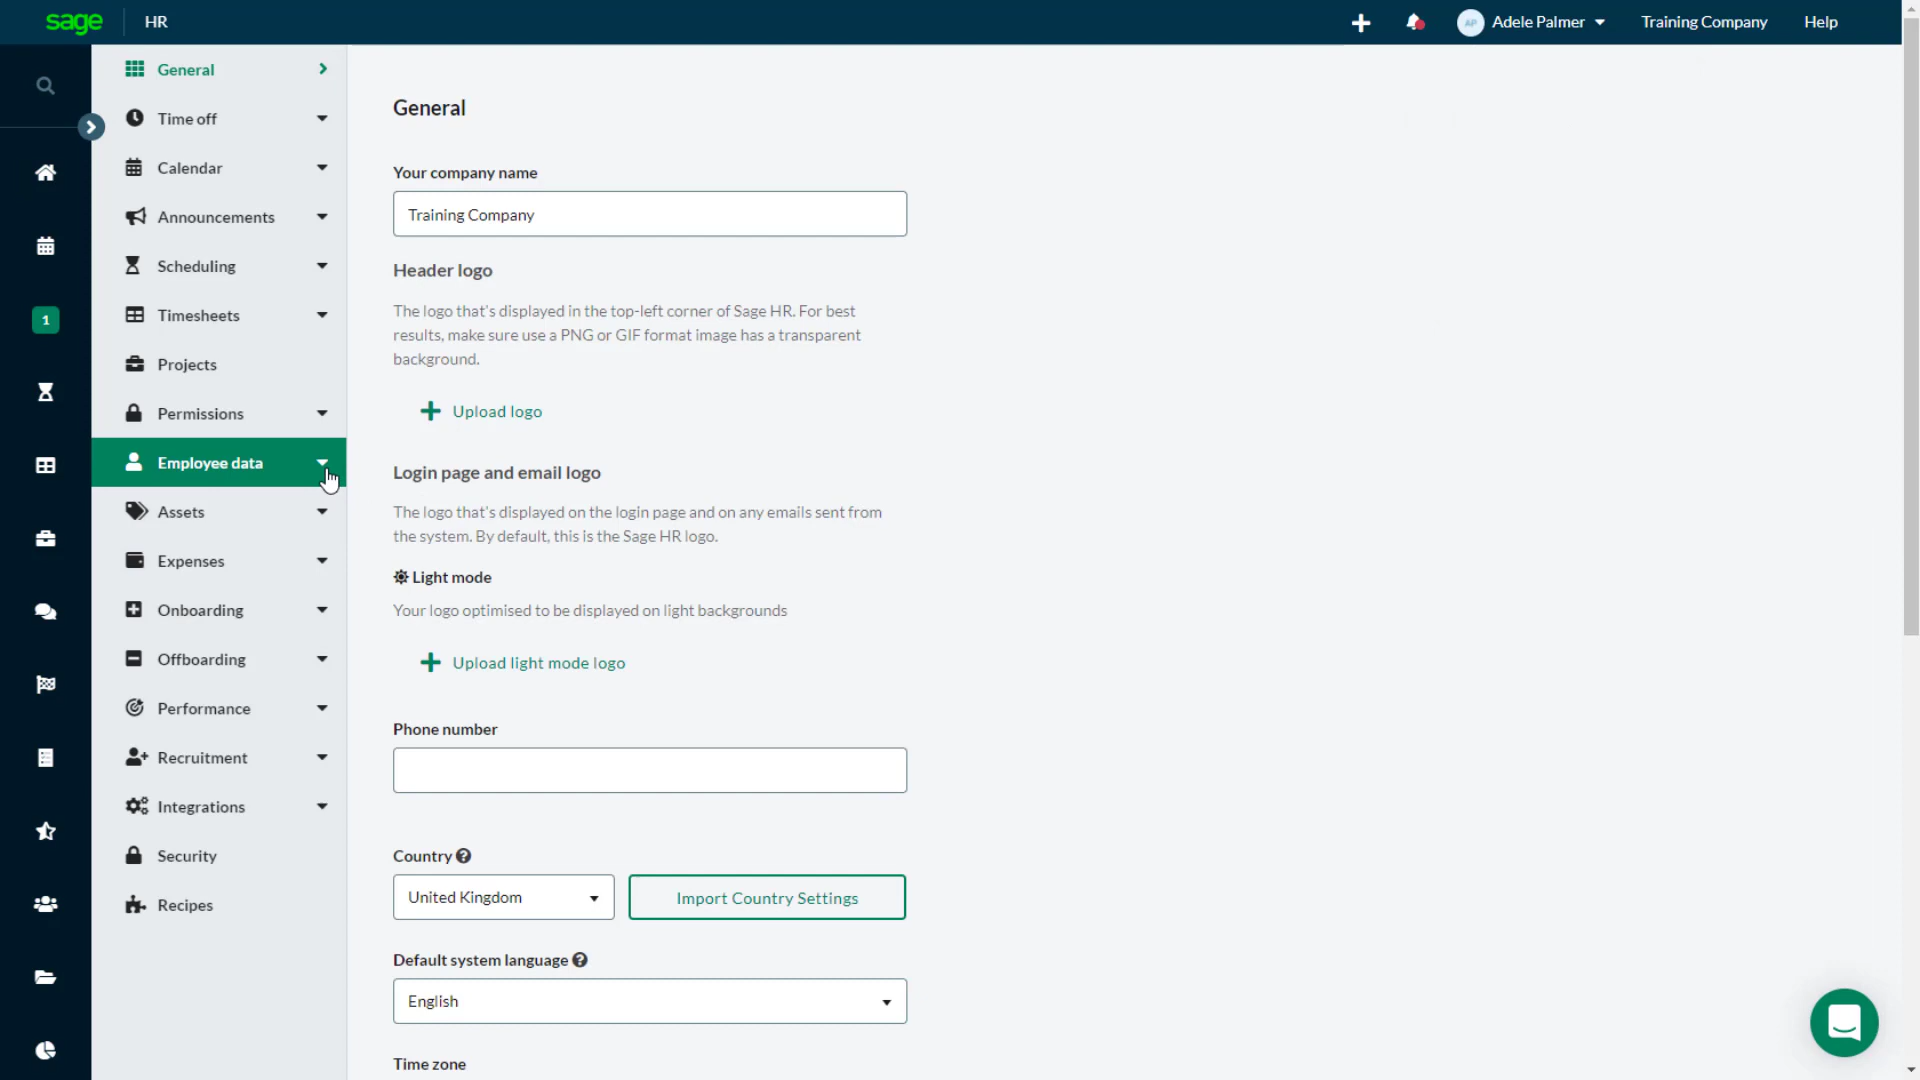 sage HR AP Adele Palmer Training Company Help
General
Time off
Calendar
Announcements
Scheduling
Timesheets
Projects
Permissions
Employee data
Assets
Expenses
Onboarding
Offboarding
Performance
Recruitment
Integrations
Security
Recipes
1
General
Your company name
Training Company
Header logo
The logo that's displayed in the top-left corner of Sage HR. For best
results, make sure use a PNG or GIF format image has a transparent
background.
Upload logo
Login page and email logo
The logo that's displayed on the login page and on any emails sent from
the system. By default, this is the Sage HR logo.
Light mode
Your logo optimised to be displayed on light backgrounds
Upload light mode logo
Phone number
Country
United Kingdom Import Country Settings
Default system language
English
Time zone